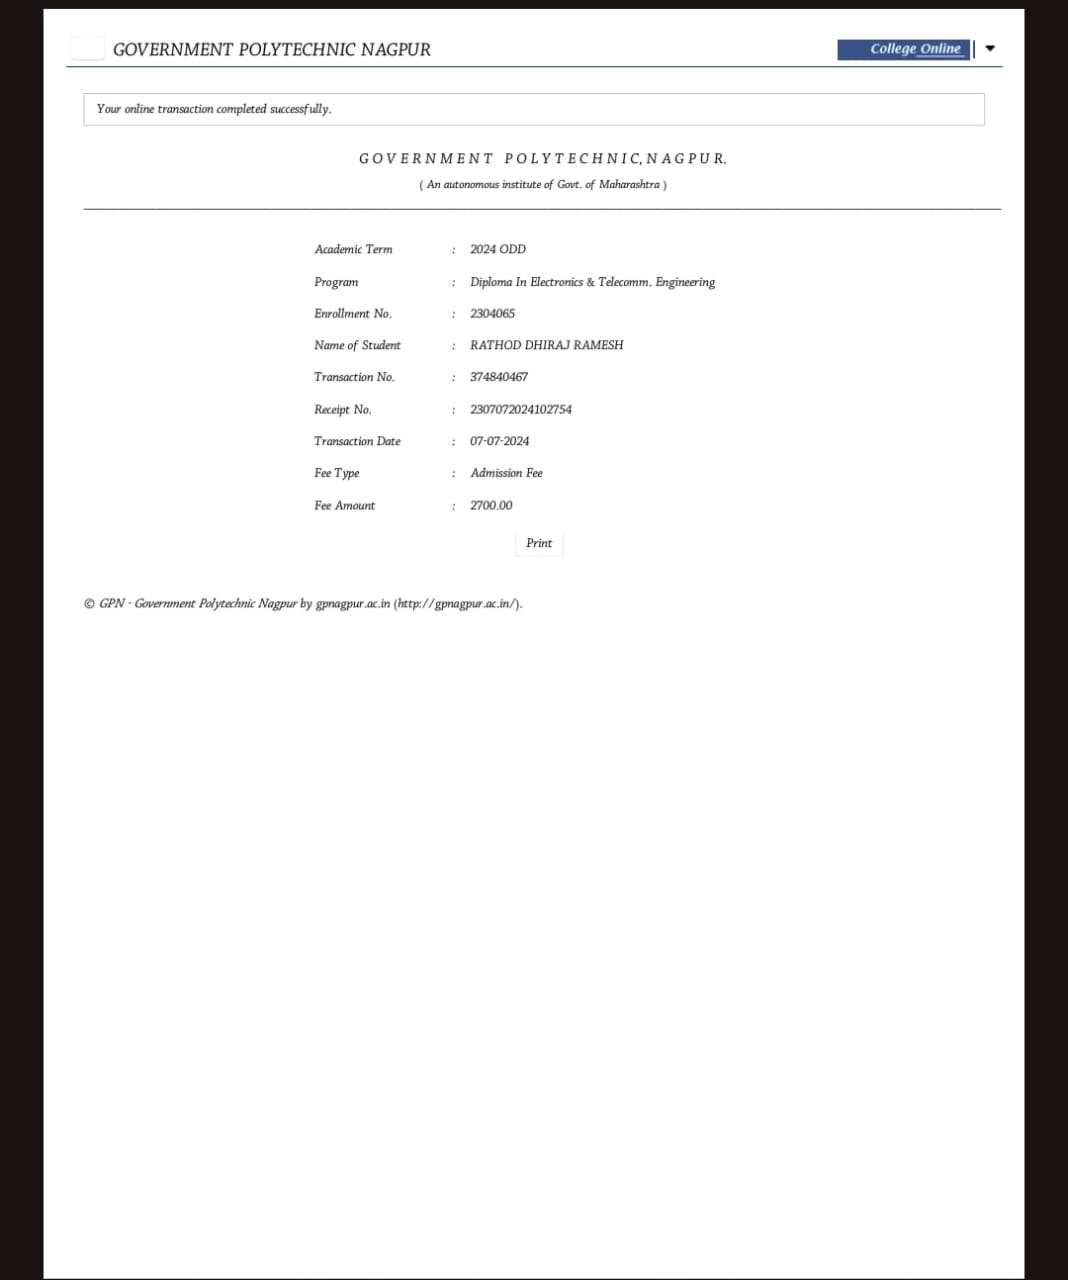 GOVERNMENT POLYTECHNIC NAGPUR
College Online
Your online transaction completed successfully.
GOVERNMENT POLYTECHNIC,NAGPUR.
( An autonomous institute of Govt. of Maharashtra )
Academic Term : 2024 ODD
Program : Diploma In Electronics & Telecomm. Engineering
Enrollment No. : 2304065
Name of Student : RATHOD DHIRAJ RAMESH
Transaction No. : 374840467
Receipt No. : 2307072024102754
Transaction Date : 07-07-2024
Fee Type : Admission Fee
Fee Amount : 2700.00
Print
© GPN - Government Polytechnic Nagpur by gpnagpur.ac.in (http://gpnagpur.ac.in/).